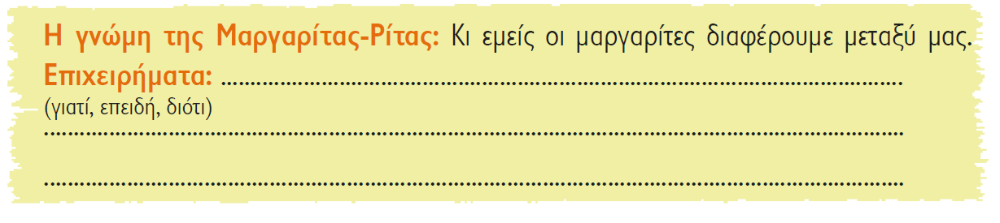 Η γνώμη της Μαργαρίτας-Ρίτας: Κι εμείς οι μαργαρίτες διαφέρουμε μεταξύ μας.
Επιχειρήματα: ..............................................................................................................
(γιατί, επειδή, διότι)
............................................................................................................................................
............................................................................................................................................